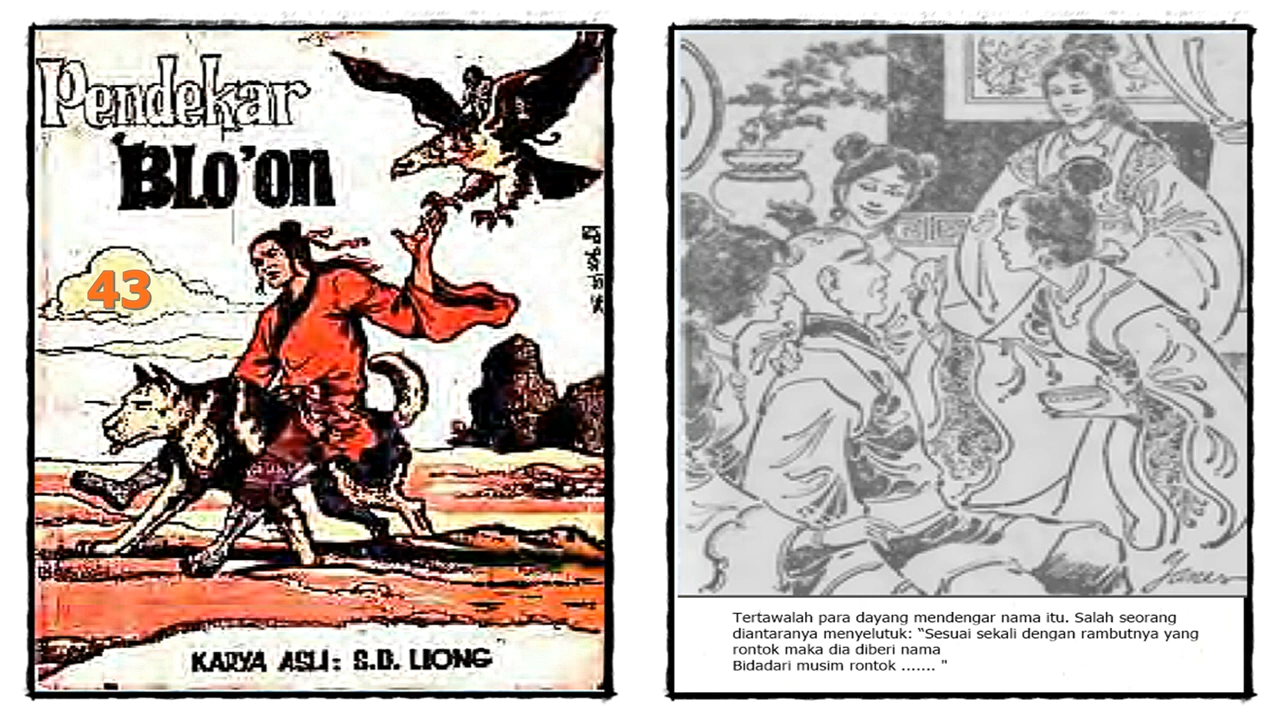 Pendekar
BLO'ON
43
KARYA ASLI: S.D. LIONG
Tertawalah para dayang mendengar nama itu. Salah seorang
diantaranya menyelutuk: “Sesuai sekali dengan rambutnya yang
rontok maka dia diberi nama
Bidadari musim rontok ....... "